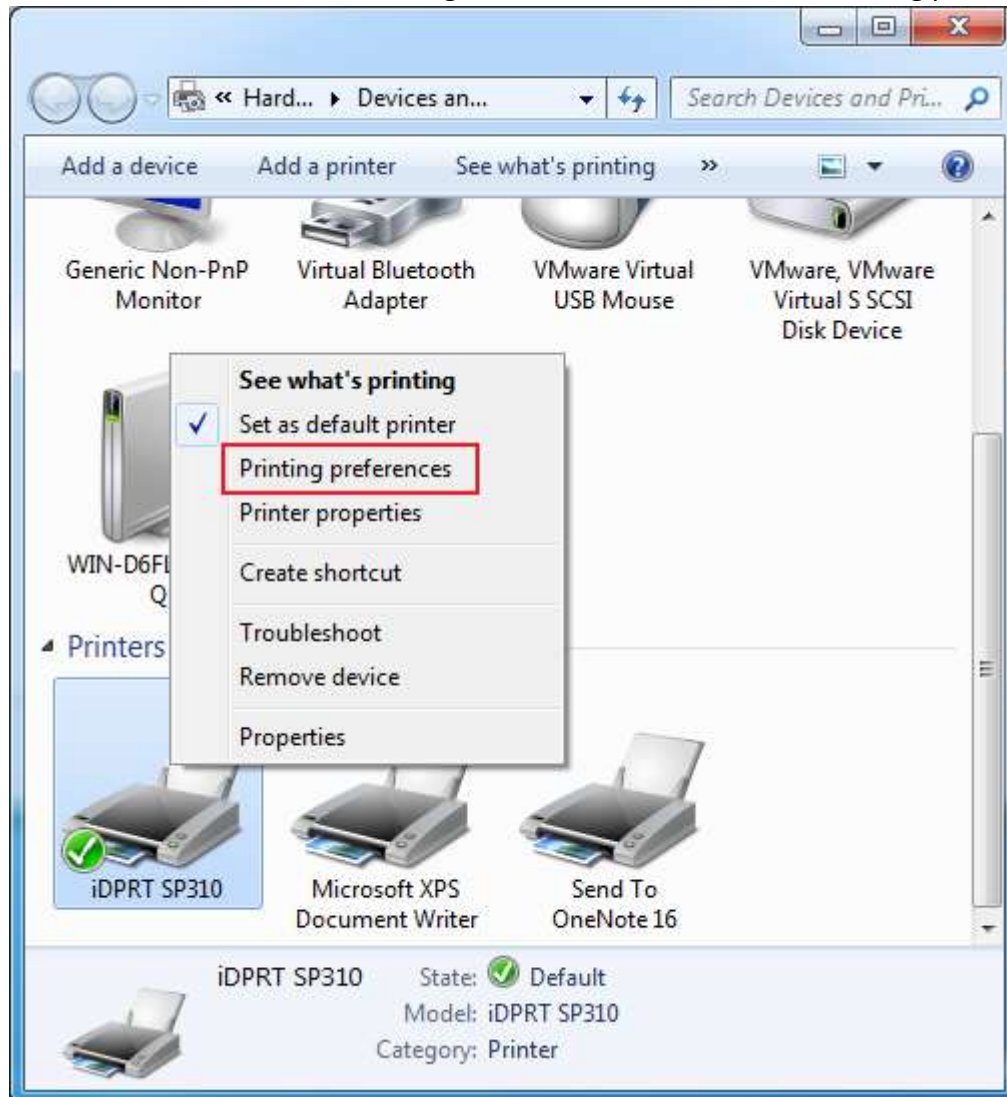 « Hard... ▸ Devices an...
Search Devices and Pri...
Add a device Add a printer See what's printing »
Generic Non-PnP
Monitor
Virtual Bluetooth
Adapter
VMware Virtual
USB Mouse
VMware, VMware
Virtual S SCSI
Disk Device
See what's printing
Set as default printer
Printing preferences
Printer properties
Create shortcut
Troubleshoot
Remove device
Properties
WIN-D6FL
Q
Printers
iDPRT SP310
Microsoft XPS
Document Writer
Send To
OneNote 16
iDPRT SP310 State: Default
Model: iDPRT SP310
Category: Printer